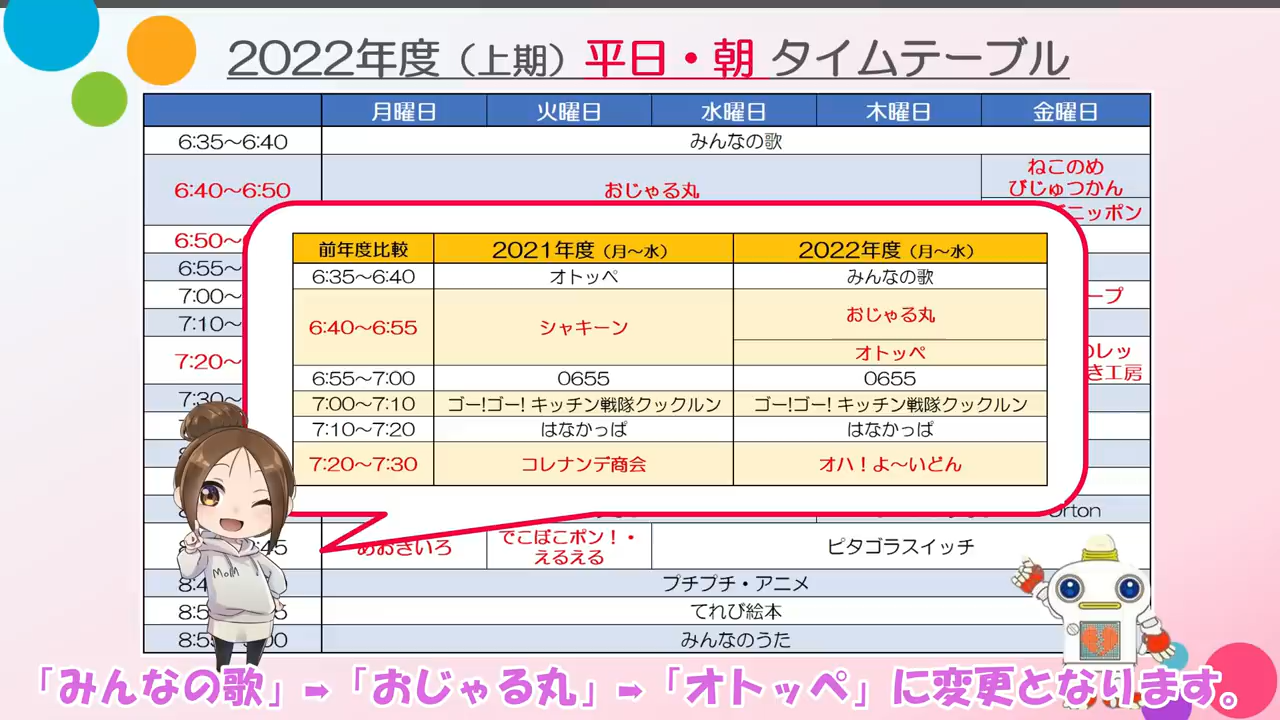 2022年度（上期）平日・朝 タイムテーブル
月曜日 火曜日 水曜日 木曜日 金曜日
6:35～6:40 みんなの歌
6:40～6:50 おじゃる丸 ねこのめ
びじゅつかん
ニッポン
6:50～
6:55～
7:00～ ープ
7:10～
7:20～ レッ
き工房
7:30～
前年度比較 2021年度（月～水） 2022年度（月～水）
6:35～6:40 オトッペ みんなの歌
6:40～6:55 シャキーン おじゃる丸
オトッペ
6:55～7:00 0655 0655
7:00～7:10 ゴー!ゴー! キッチン戦隊クックルン ゴー!ゴー! キッチン戦隊クックルン
7:10～7:20 はなかっぱ はなかっぱ
7:20～7:30 コレナンデ商会 オハ！よ～いどん
orton
45 でこぼこポン！・
えるえる ピタゴラスイッチ
8:4 プチプチ・アニメ
8:5 てれび絵本
8:5 00 みんなのうた
MoIM
「みんなの歌」➡「おじゃる丸」➡「オトッペ」に変更となります。